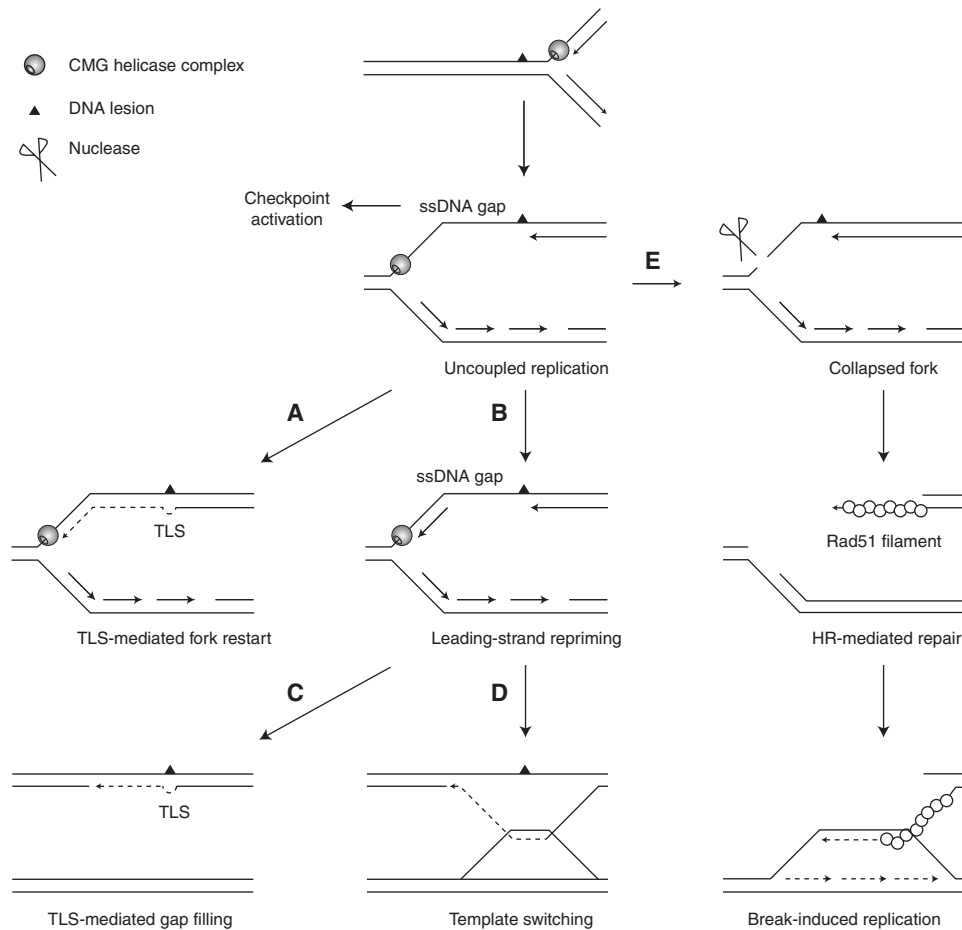 CMG helicase complex
DNA lesion
Nuclease
Checkpoint
activation
ssDNA gap
E
Uncoupled replication
Collapsed fork
A
B
ssDNA gap
TLS
Rad51 filament
TLS-mediated fork restart
Leading-strand repriming
HR-mediated repair
C
D
TLS
TLS-mediated gap filling
Template switching
Break-induced replication